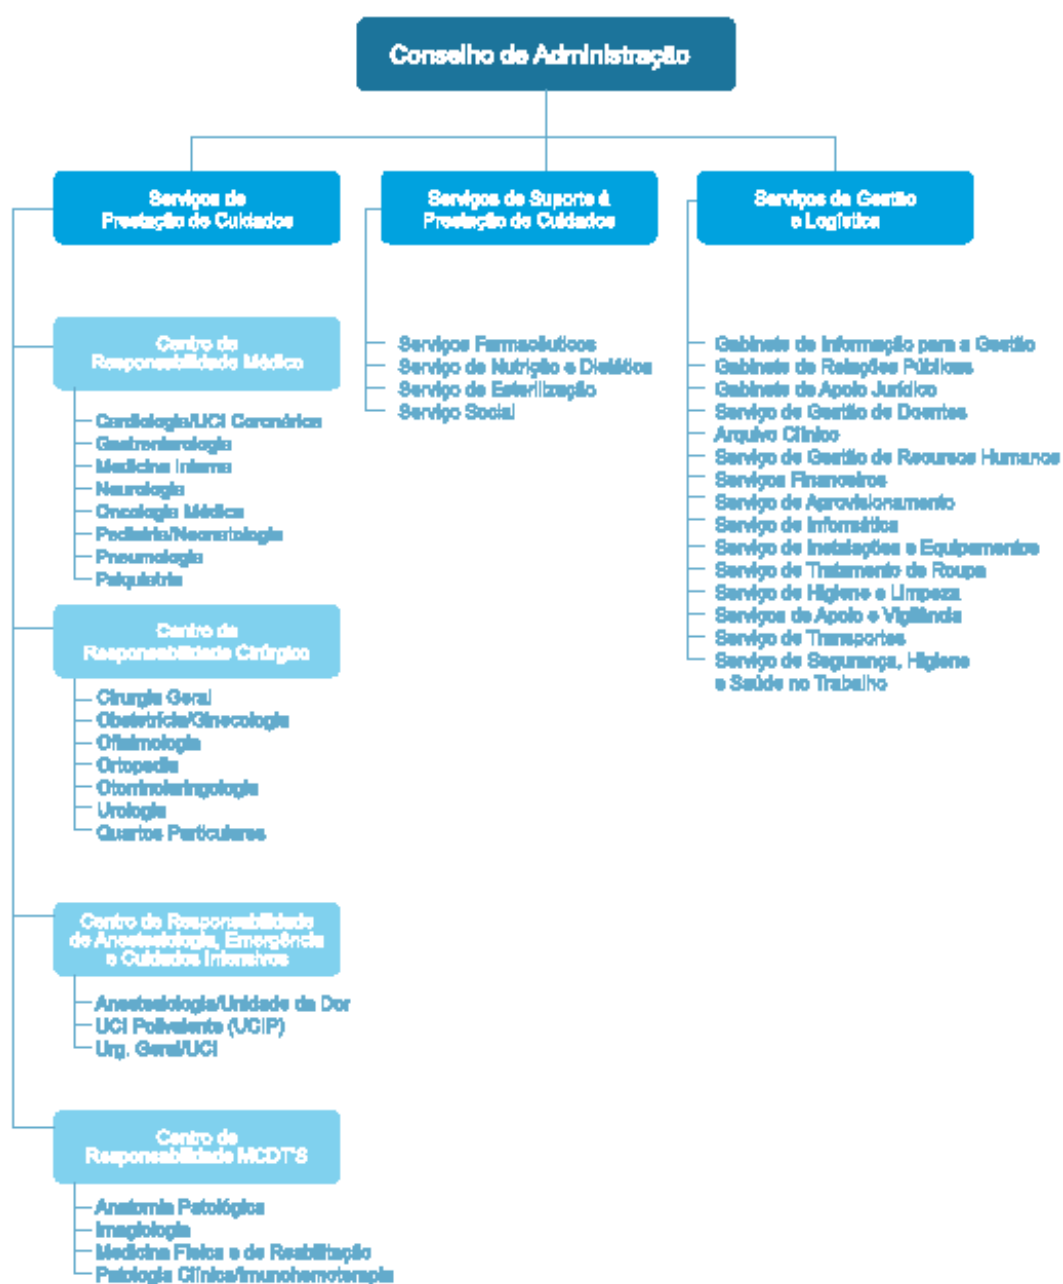 Conselho de Administração
Serviços de
Prestação de Cuidados
Serviços de Suporte à
Prestação de Cuidados
Serviços de Gestão
e Logística
Centro de
Responsabilidade Médico
Cardiologia/UCI Coronários
Gastrenterologia
Medicina Interna
Neurologia
Oncologia Médica
Pediatria/Neonatologia
Pneumologia
Psiquiatria
Centro de
Responsabilidade Cirúrgico
Cirurgia Geral
Obstetrícia/Ginecologia
Oftalmologia
Ortopedia
Otorrinolaringologia
Urologia
Quartos Particulares
Centro de Responsabilidade
de Anestesiologia, Emergência
e Cuidados Intensivos
Anestesiologia/Unidade da Dor
UCI Polivalente (UCIP)
Urg. Geral/UCI
Centro de
Responsabilidade MCDT'S
Anatomia Patológica
Imagiologia
Medicina Física e de Reabilitação
Patologia Clínica/Imunohemoterapia
Serviços Farmacêuticos
Serviço de Nutrição e Dietética
Serviço de Esterilização
Serviço Social
Gabinete de Informação para a Gestão
Gabinete de Relações Públicas
Gabinete de Apoio Jurídico
Serviço de Gestão de Doentes
Arquivo Clínico
Serviço de Gestão de Recursos Humanos
Serviços Financeiros
Serviço de Aprovisionamento
Serviço de Informática
Serviço de Instalações e Equipamentos
Serviço de Tratamento de Roupa
Serviço de Higiene e Limpeza
Serviços de Apoio e Vigilância
Serviço de Transportes
Serviço de Segurança, Higiene
e Saúde no Trabalho